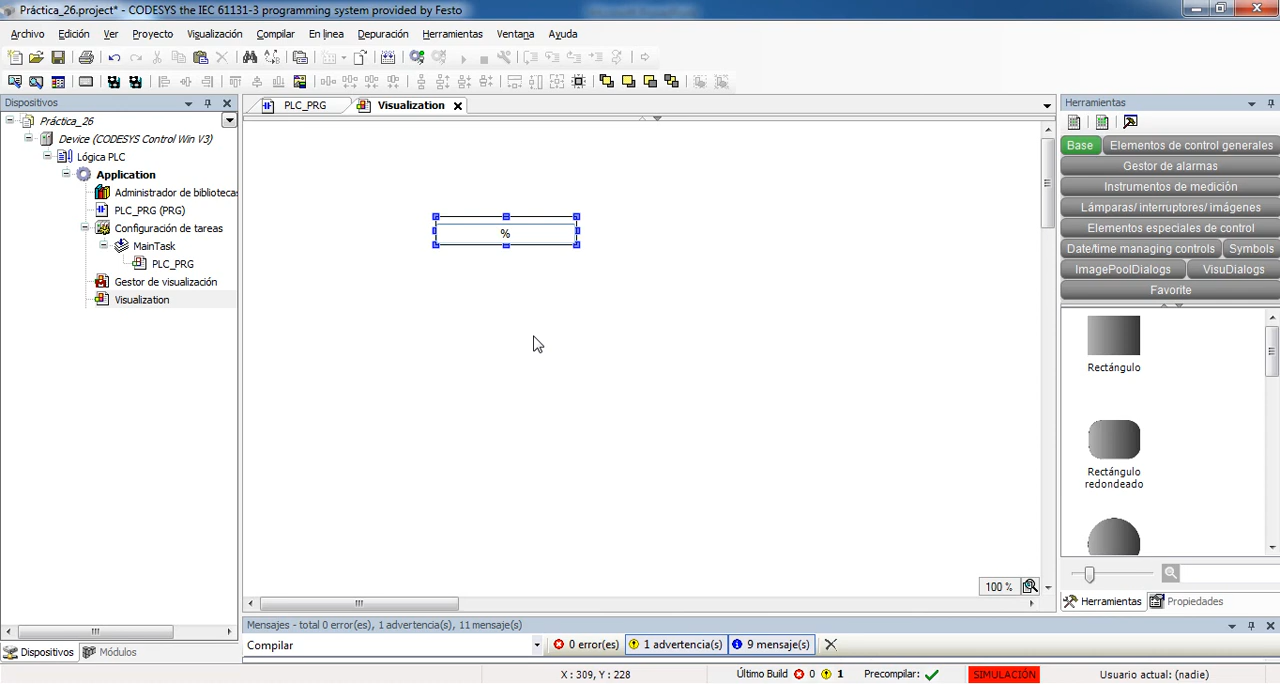 Práctica_26.project* - CODESYS the IEC 61131-3 programming system provided by Festo
Archivo Edición Ver Proyecto Visualización Compilar En línea Depuración Herramientas Ventana Ayuda
Dispositivos
Práctica_26
Device (CODESYS Control Win V3)
Lógica PLC
Application
Administrador de bibliotecas
PLC_PRG (PRG)
Configuración de tareas
MainTask
PLC_PRG
Gestor de visualización
Visualization
Dispositivos Módulos
PLC_PRG Visualization
%
100 %
Herramientas
Base Elementos de control generales
Gestor de alarmas
Instrumentos de medición
Lámparas/ interruptores/ imágenes
Elementos especiales de control
Date/time managing controls Symbols
ImagePoolDialogs VisuDialogs
Favorite
Rectángulo
Rectángulo
redondeado
Herramientas Propiedades
Mensajes - total 0 error(es), 1 advertencia(s), 11 mensaje(s)
Compilar 0 error(es) 1 advertencia(s) 9 mensaje(s)
X : 309, Y : 228 Último Build 0 1 Precompilar: SIMULACIÓN Usuario actual: (nadie)